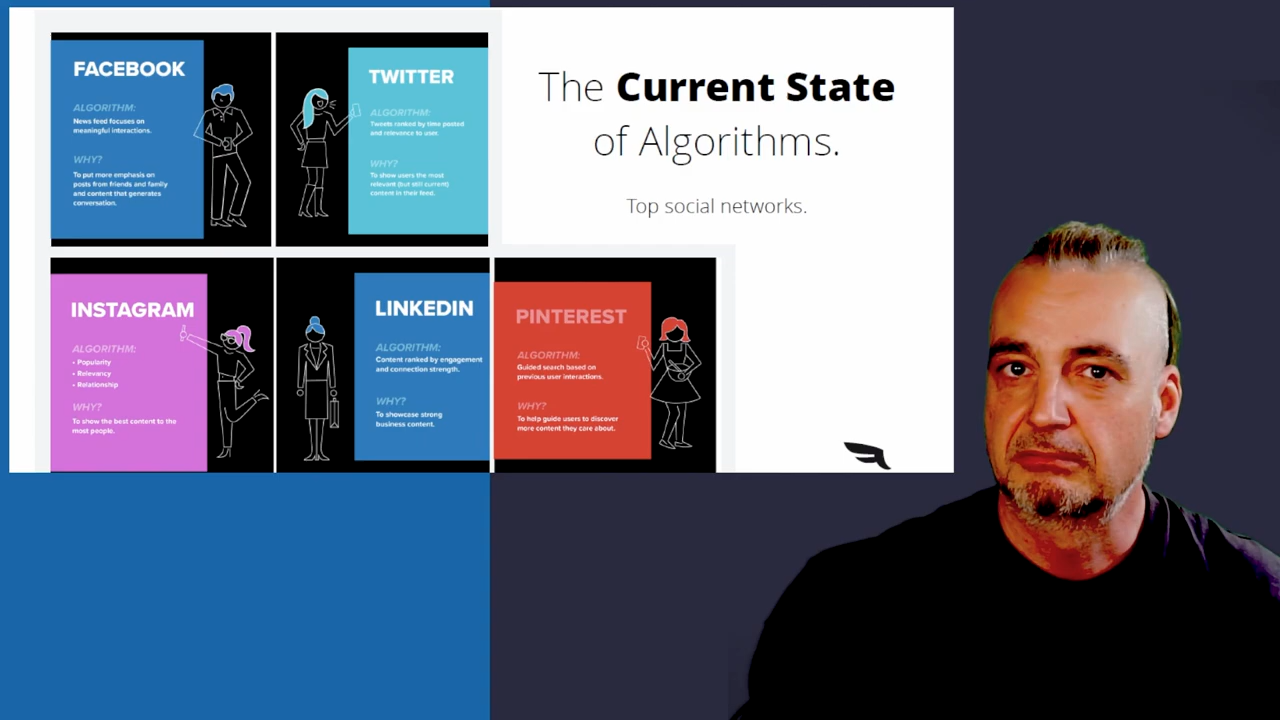 The Current State
of Algorithms.
Top social networks.
FACEBOOK
ALGORITHM:
News feed focuses on
meaningful interactions.
WHY?
To put more emphasis on
posts from friends and family
and content that generates
conversation.
TWITTER
ALGORITHM:
Tweets ranked by time posted
and relevance to user.
WHY?
To show users the most
relevant (but still current)
content in their feed.
INSTAGRAM
ALGORITHM:
• Popularity
• Relevancy
• Relationship
WHY?
To show the best content to the
most people.
LINKEDIN
ALGORITHM:
Content ranked by engagement
and connection strength.
WHY?
To showcase strong
business content.
PINTEREST
ALGORITHM:
Guided search based on
previous user interactions.
WHY?
To help guide users to discover
more content they care about.